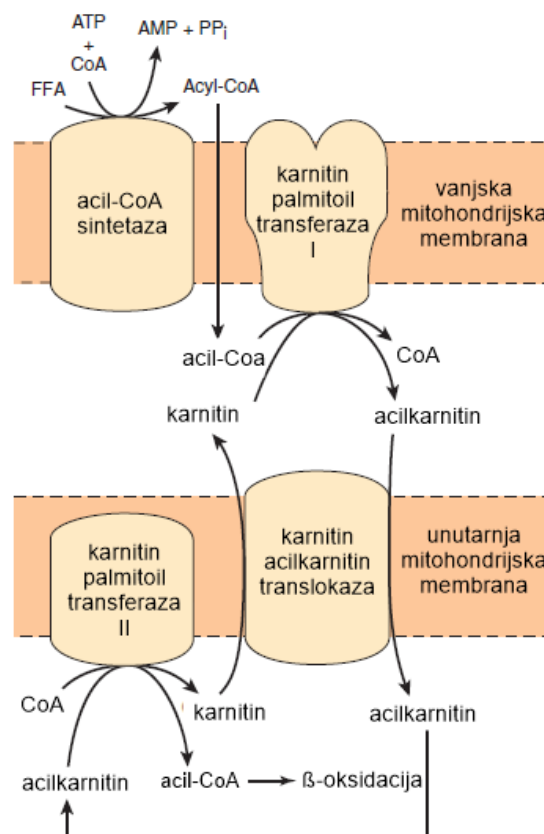 ATP
+
CoA
AMP + PPi
FFA
Acyl-CoA
acil-CoA
sintetaza
karnitin
palmitoil
transferaza
I
vanjska
mitohondrijska
membrana
acil-Coa
CoA
karnitin
acilkarnitin
karnitin
palmitoil
transferaza
II
karnitin
acilkarnitin
translokaza
unutarnja
mitohondrijska
membrana
CoA
karnitin
acilkarnitin
acilkarnitin
acil-CoA
ß-oksidacija